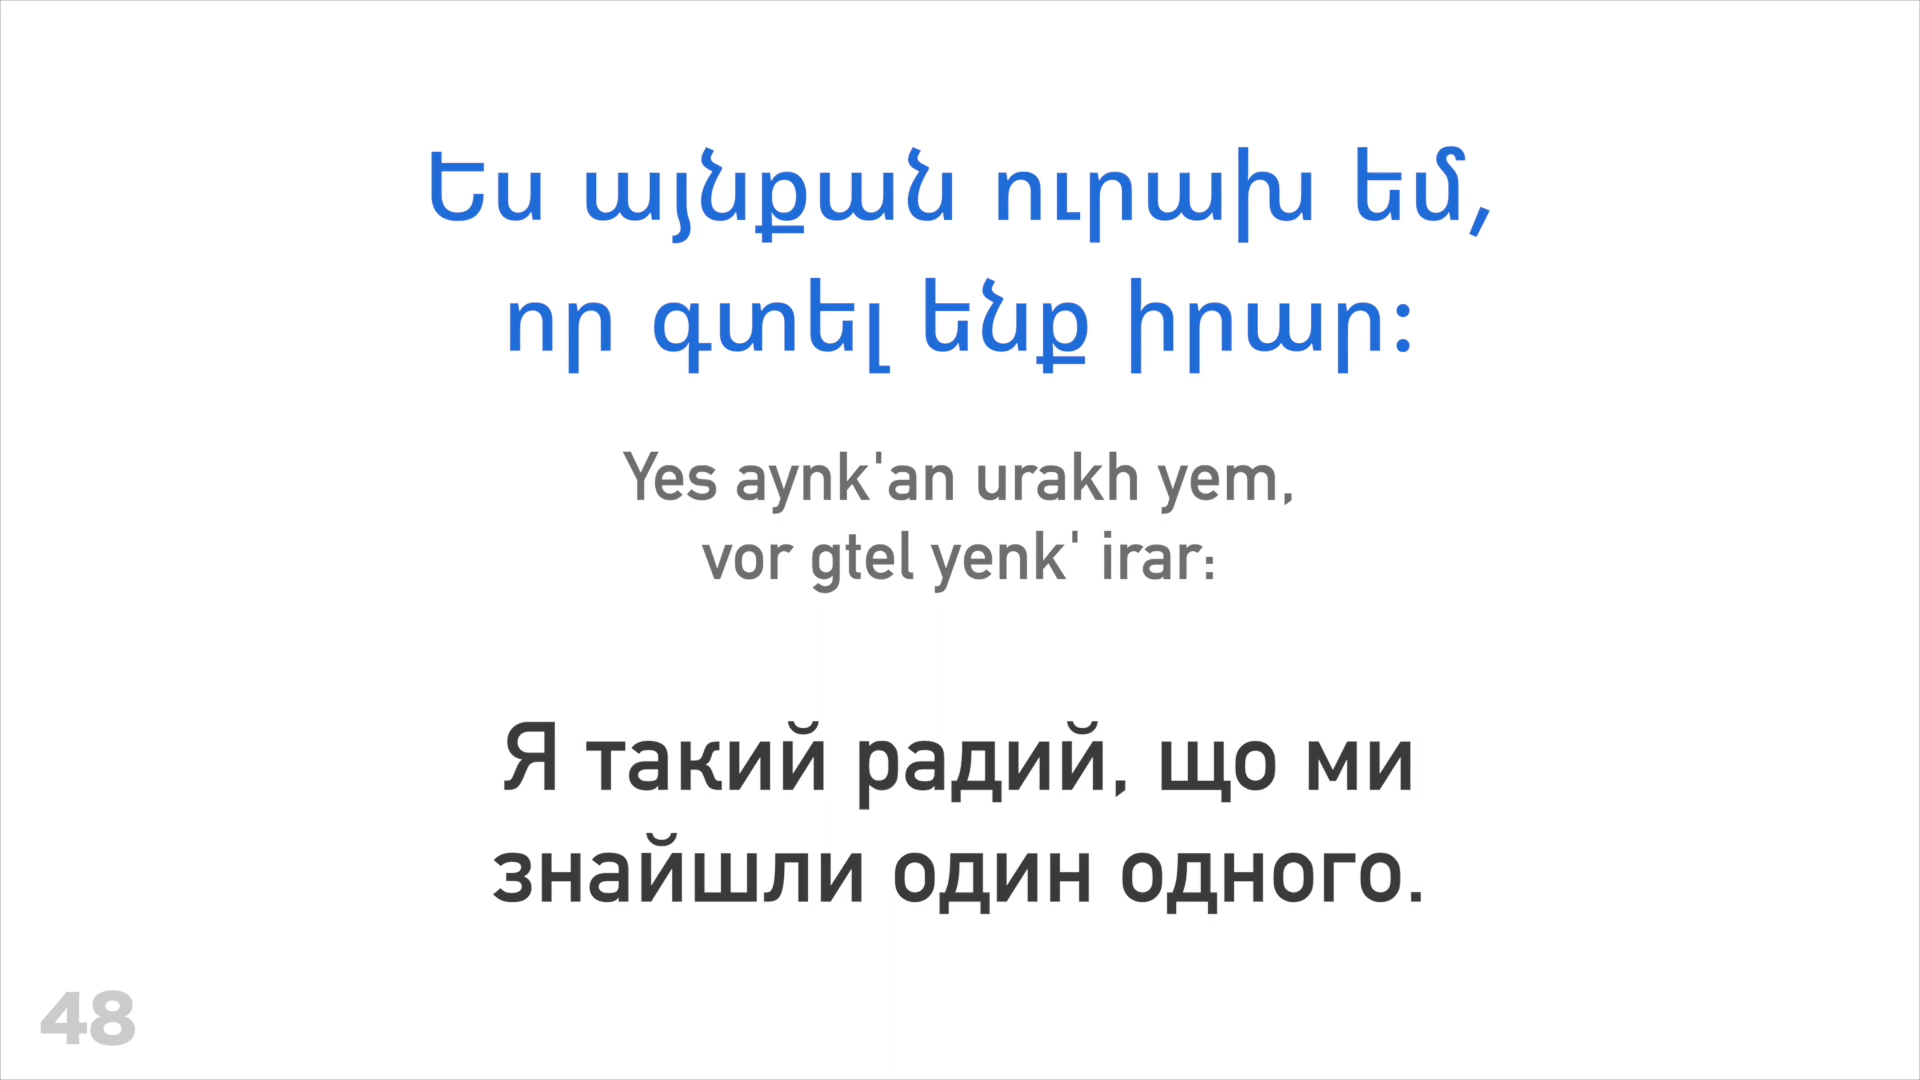 Ես այնքան ուրախ եմ,
որ գտել ենք իրար:
Yes aynk'an urakh yem,
vor gtel yenk' irar:
Я такий радий, що ми
знайшли один одного.
48